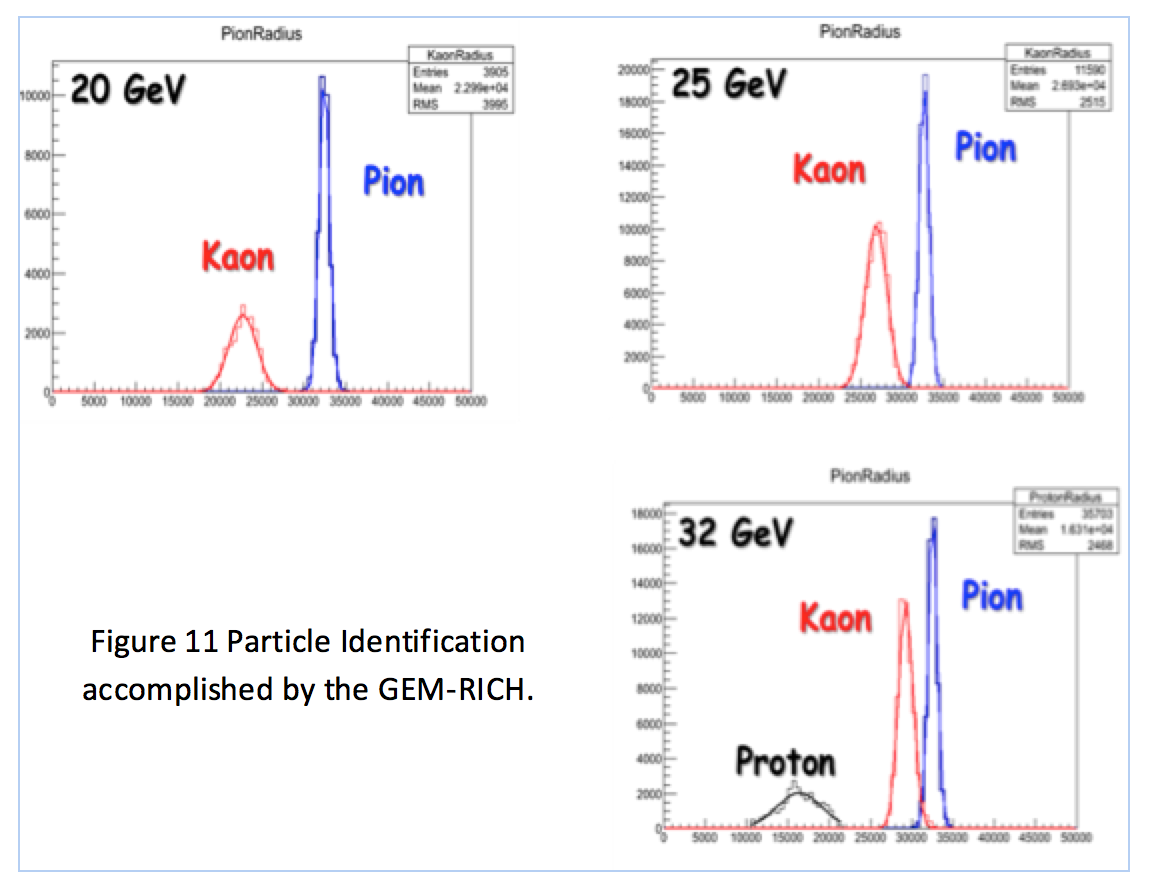 PionRadius
20 GeV
KaonRadius
Entries 3905
Mean 2.299e+04
RMS 3995
10000
8000
6000
4000
2000
0
Pion
Kaon
0 5000 10000 15000 20000 25000 30000 35000 40000 45000 50000
PionRadius
25 GeV
KaonRadius
Entries 11590
Mean 2.693e+04
RMS 2515
20000
18000
16000
14000
12000
10000
8000
6000
4000
2000
0
Pion
Kaon
0 5000 10000 15000 20000 25000 30000 35000 40000 45000 50000
PionRadius
32 GeV
ProtonRadius
Entries 35703
Mean 1.631e+04
RMS 2468
18000
16000
14000
12000
10000
8000
6000
4000
2000
0
Pion
Kaon
Proton
0 5000 10000 15000 20000 25000 30000 35000 40000 45000 50000
Figure 11 Particle Identification
accomplished by the GEM-RICH.